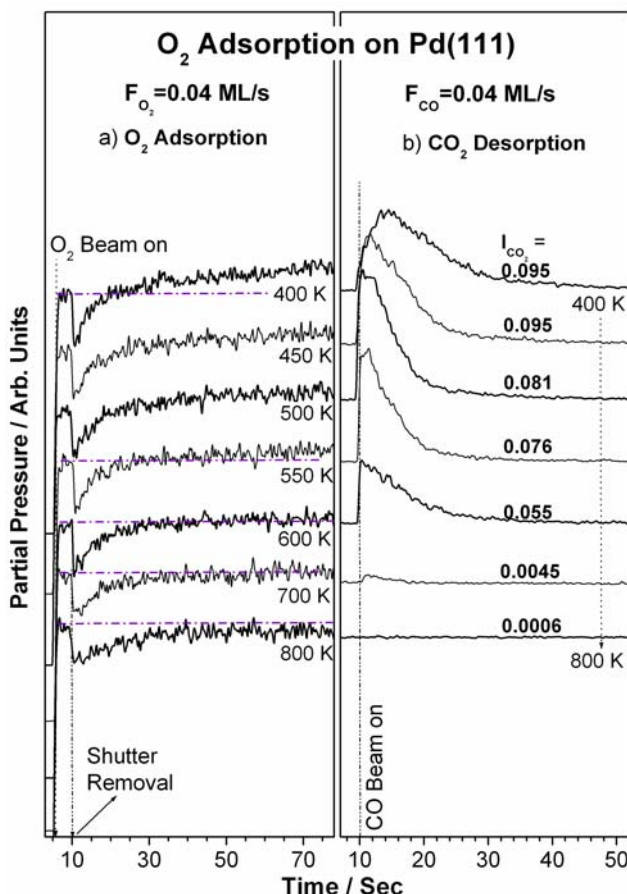 O2 Adsorption on Pd(111)
FO2=0.04 ML/s
a) O2 Adsorption
FCO=0.04 ML/s
b) CO2 Desorption
O2 Beam on
400 K
450 K
500 K
550 K
600 K
700 K
800 K
Shutter
Removal
ICO2 =
0.095
400 K
0.095
0.081
0.076
0.055
0.0045
0.0006
800 K
CO Beam on
Partial Pressure / Arb. Units
10 30 50 70
10 20 30 40 50
Time / Sec